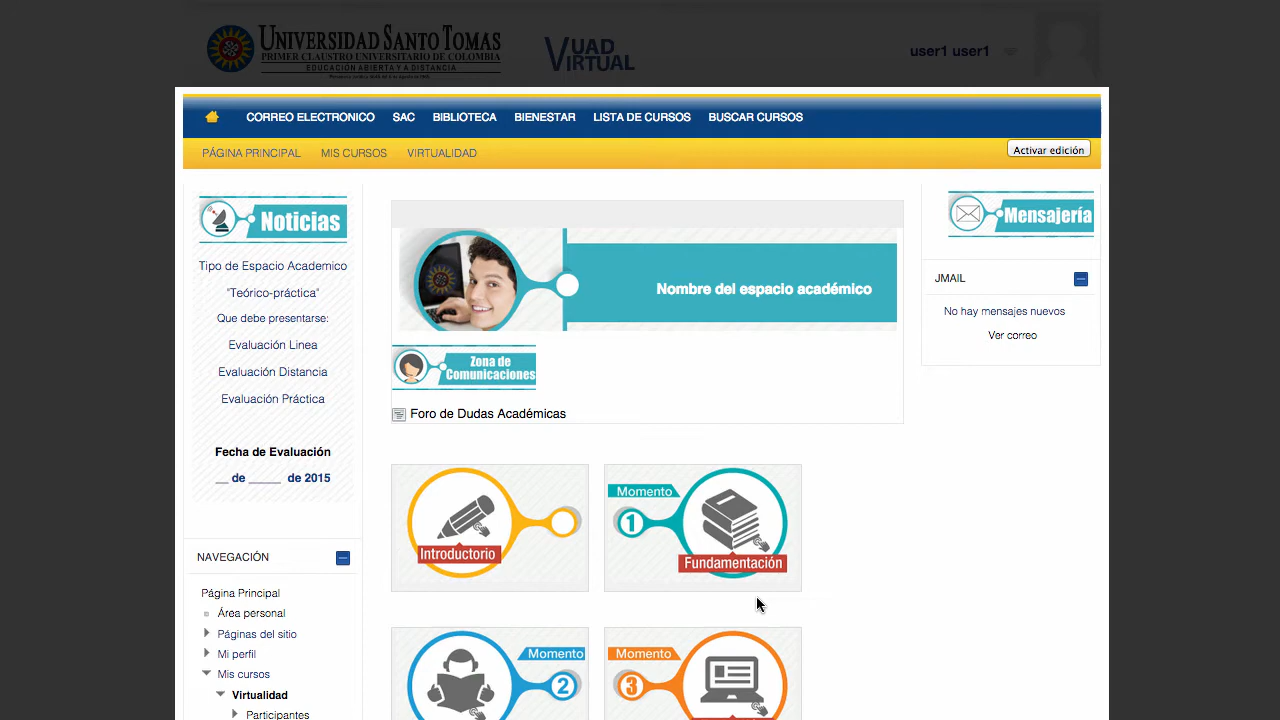 UNIVERSIDAD SANTO TOMAS
PRIMER CLAUSTRO UNIVERSITARIO DE COLOMBIA
EDUCACIÓN ABIERTA Y A DISTANCIA
VUAD
VIRTUAL
user1 user1
CORREO ELECTRÓNICO SAC BIBLIOTECA BIENESTAR LISTA DE CURSOS BUSCAR CURSOS
PÁGINA PRINCIPAL MIS CURSOS VIRTUALIDAD
Activar edición
Noticias
Tipo de Espacio Academico
"Teórico-práctica"
Que debe presentarse:
Evaluación Linea
Evaluación Distancia
Evaluación Práctica
Fecha de Evaluación
__ de _____ de 2015
NAVEGACIÓN
Página Principal
Área personal
Páginas del sitio
Mi perfil
Mis cursos
Virtualidad
Participantes
Nombre del espacio académico
Zona de
Comunicaciones
Foro de Dudas Académicas
Introductorio
Momento
1
Fundamentación
Momento
2
Momento
3
Mensajería
JMAIL
No hay mensajes nuevos
Ver correo